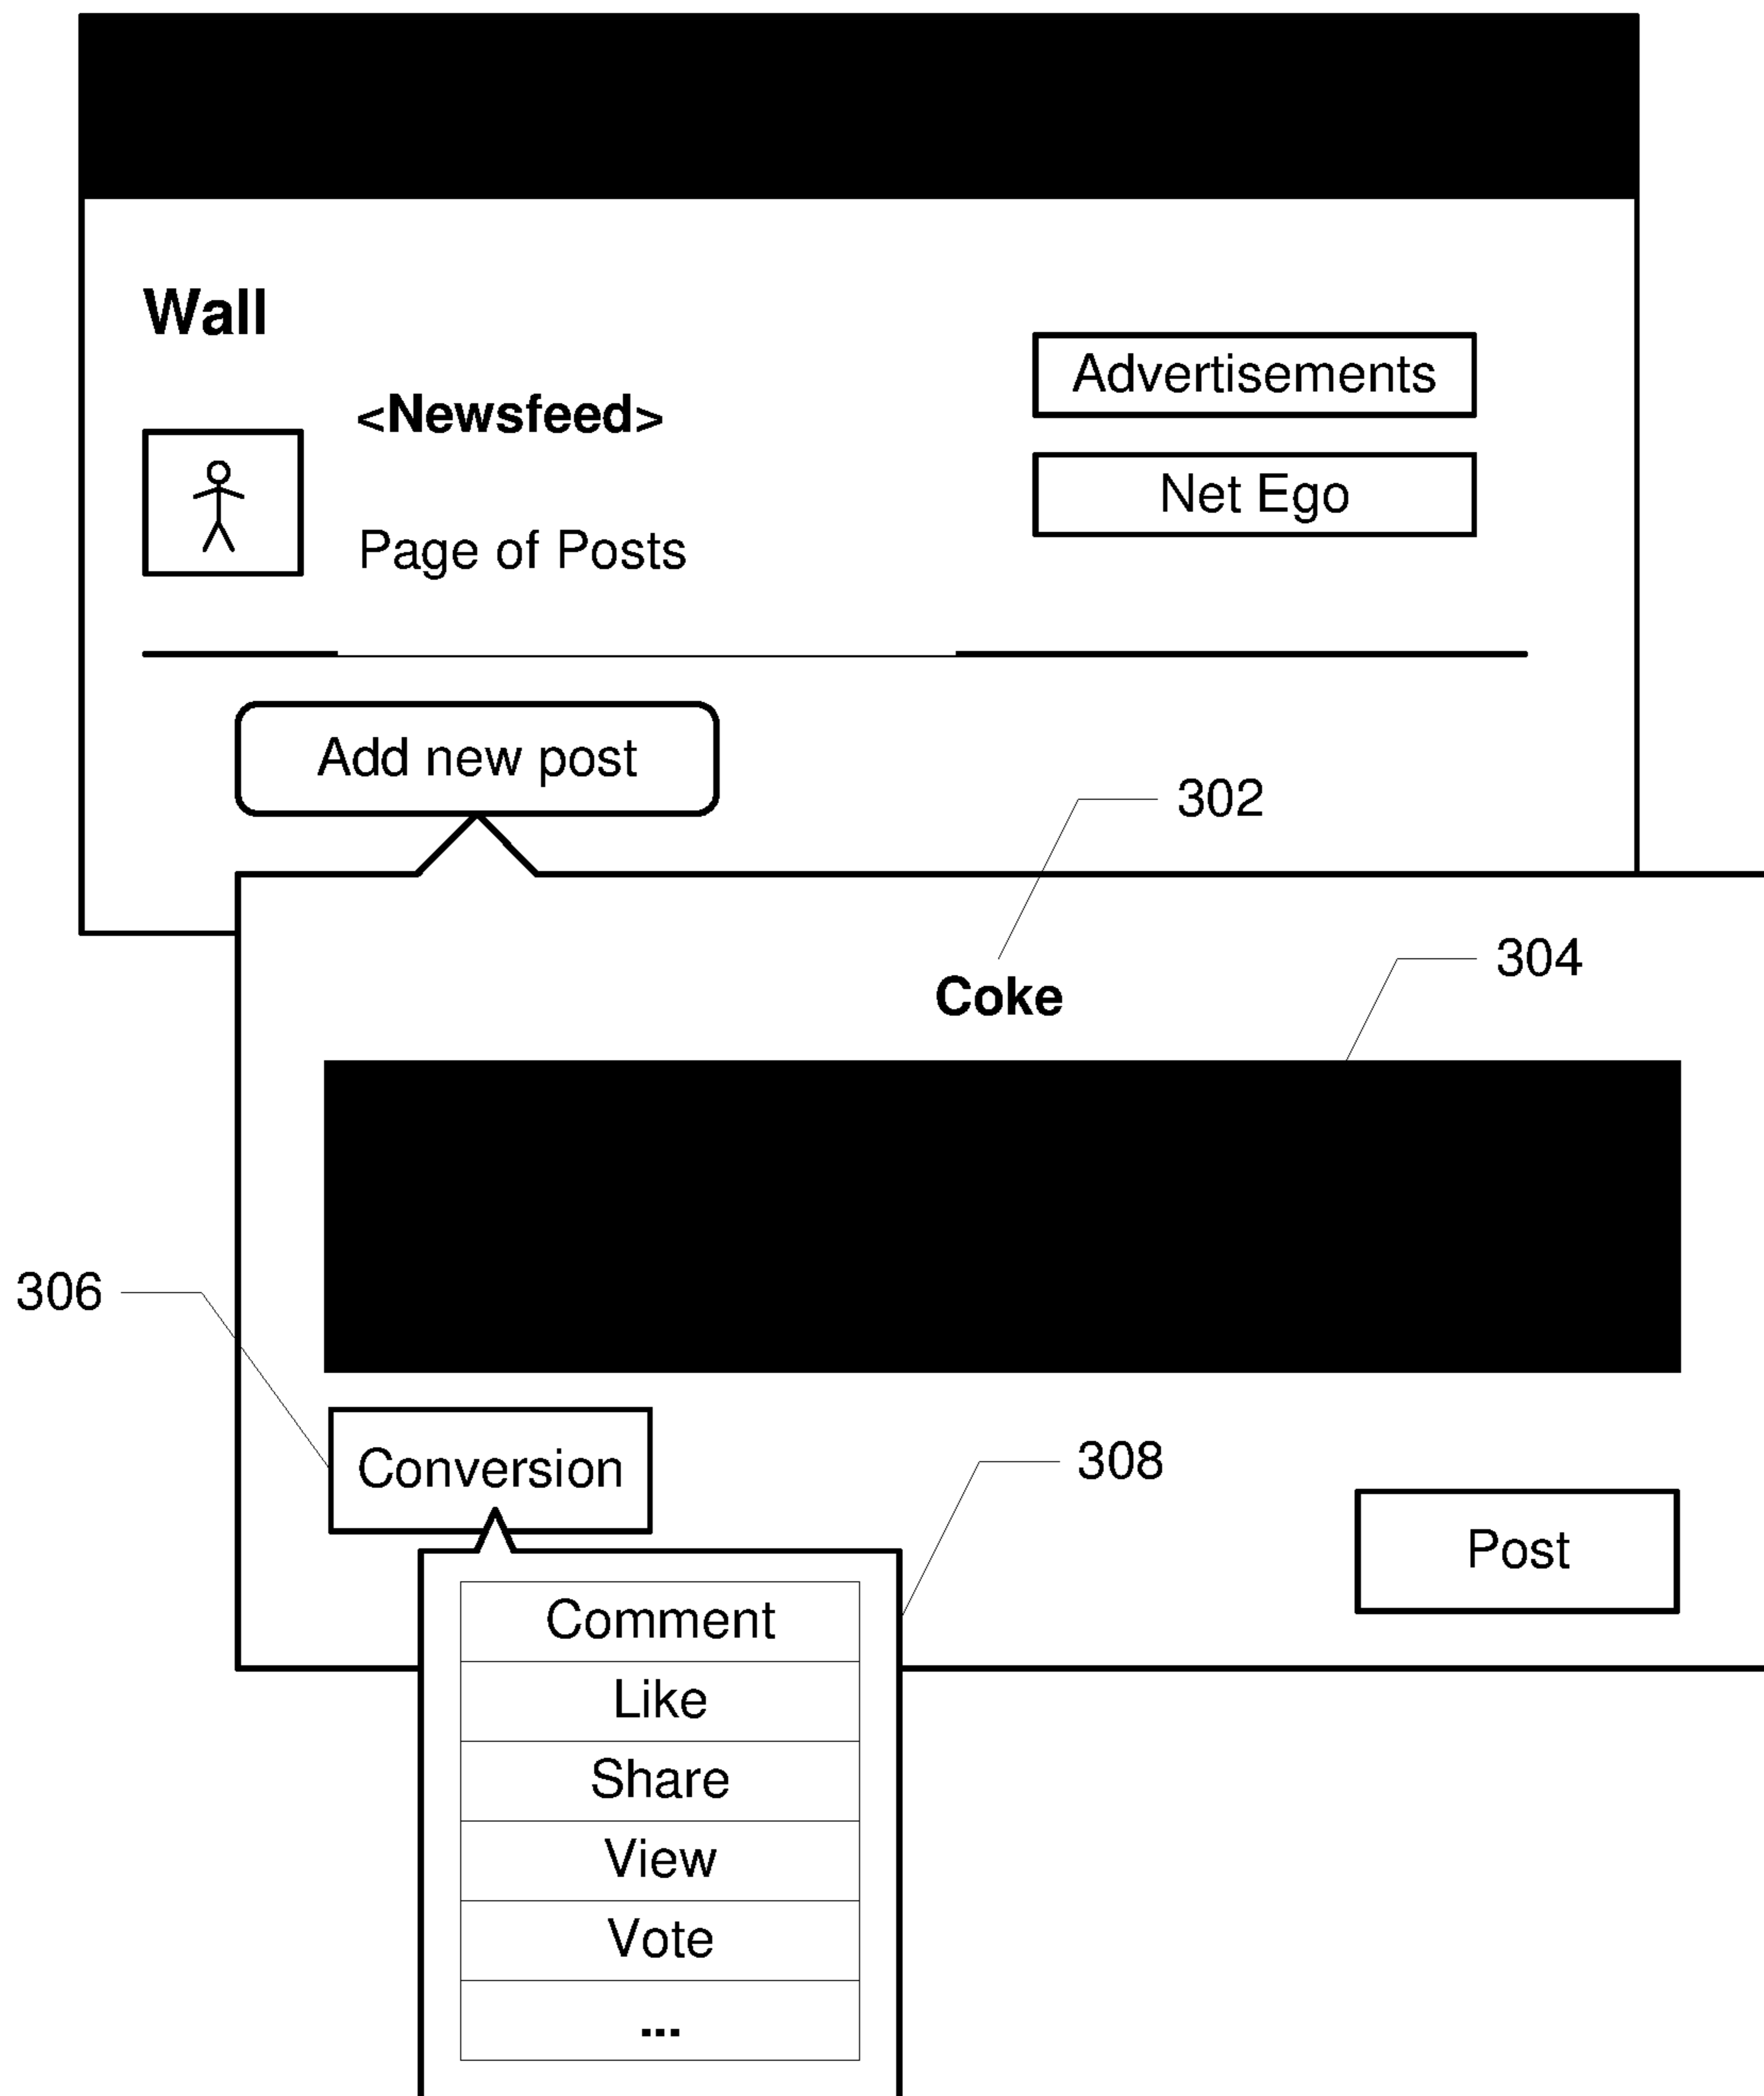 Wall
<Newsfeed>
Page of Posts
Advertisements
Net Ego
Add new post
302
Coke
304
306
Conversion
308
Post
Comment
Like
Share
View
Vote
...